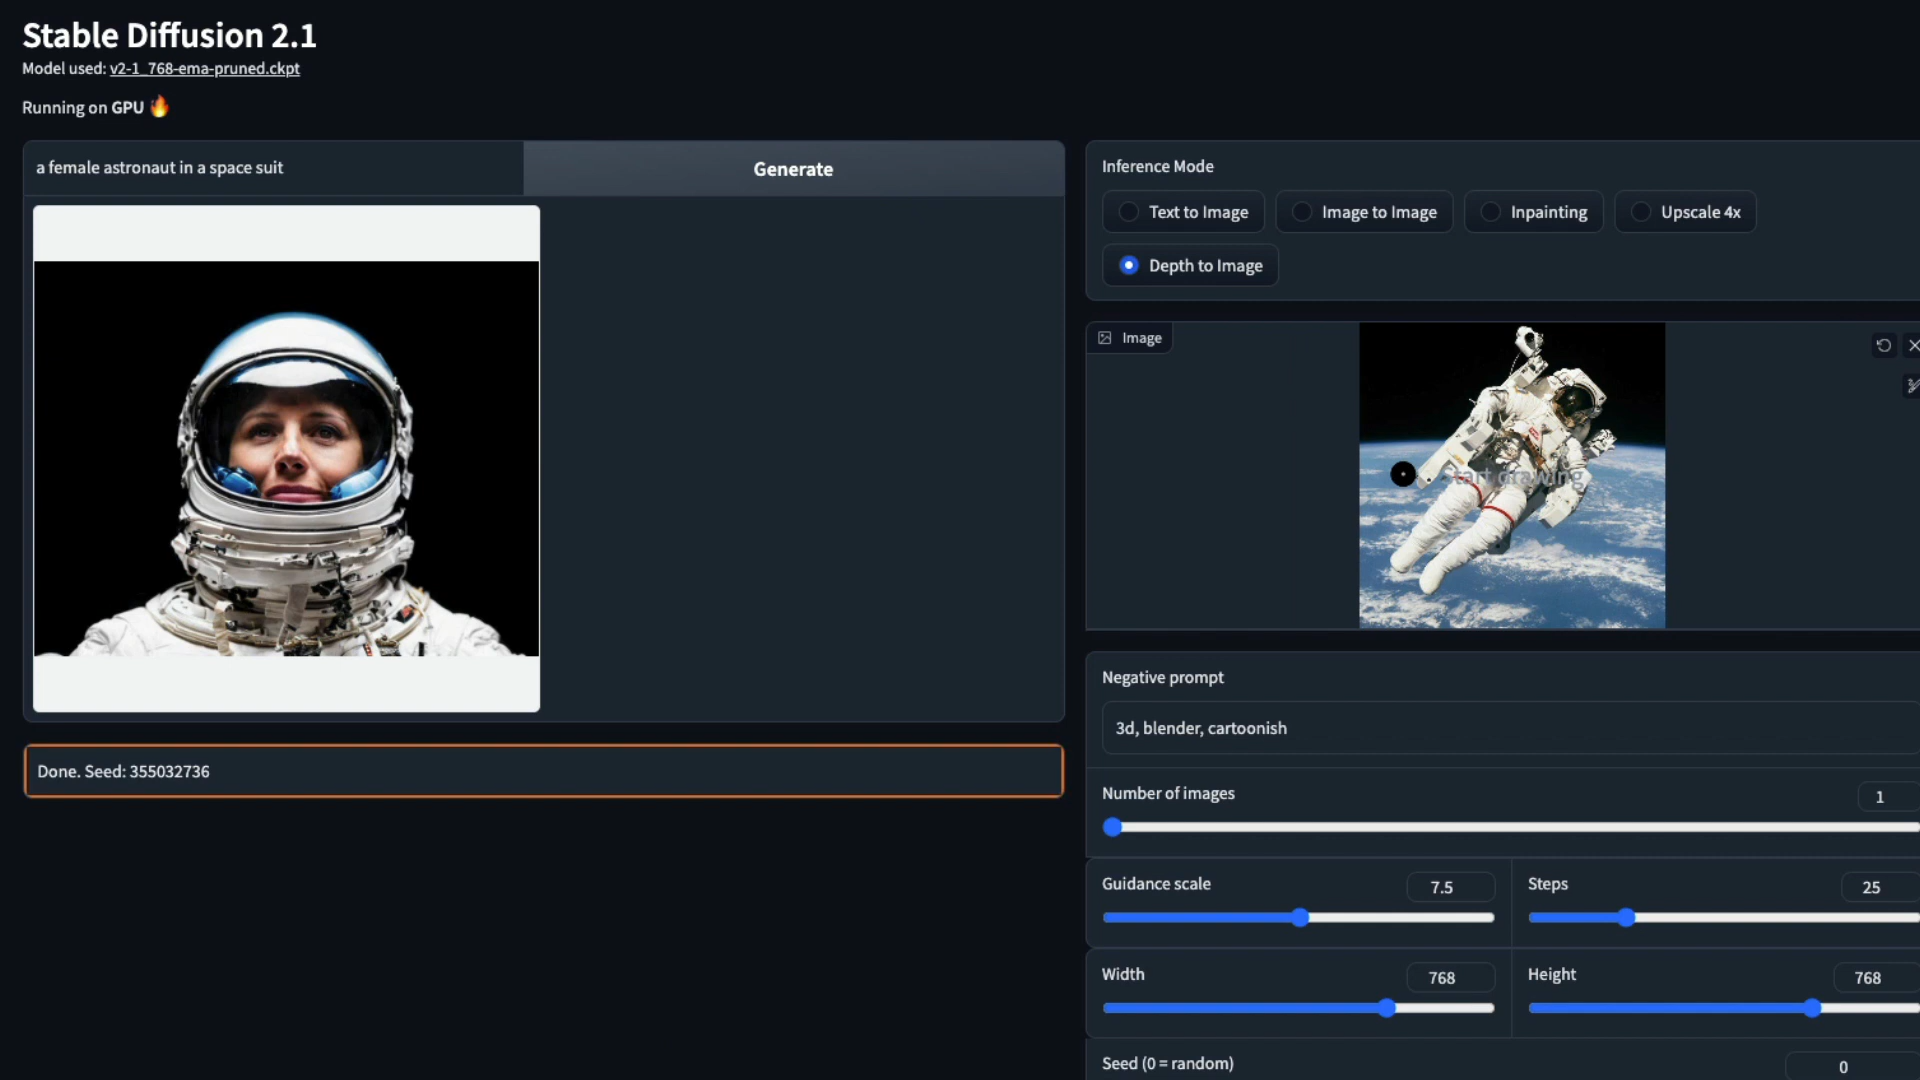 Stable Diffusion 2.1
Model used: v2-1_768-ema-pruned.ckpt
Running on GPU 🔥
a female astronaut in a space suit
Generate
Done. Seed: 355032736
Inference Mode
Text to Image
Image to Image
Inpainting
Upscale 4x
Depth to Image
Image
Start drawing
Negative prompt
3d, blender, cartoonish
Number of images
1
Guidance scale
7.5
Steps
25
Width
768
Height
768
Seed (0 = random)
0